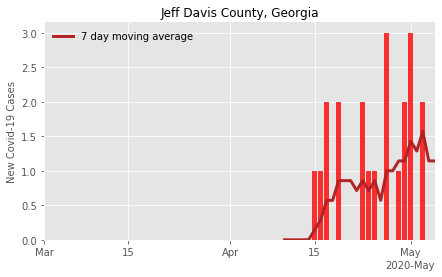 Jeff Davis County, Georgia
7 day moving average
New Covid-19 Cases
3.0
2.5
2.0
1.5
1.0
0.5
0.0
Mar
15
Apr
15
May
2020-May